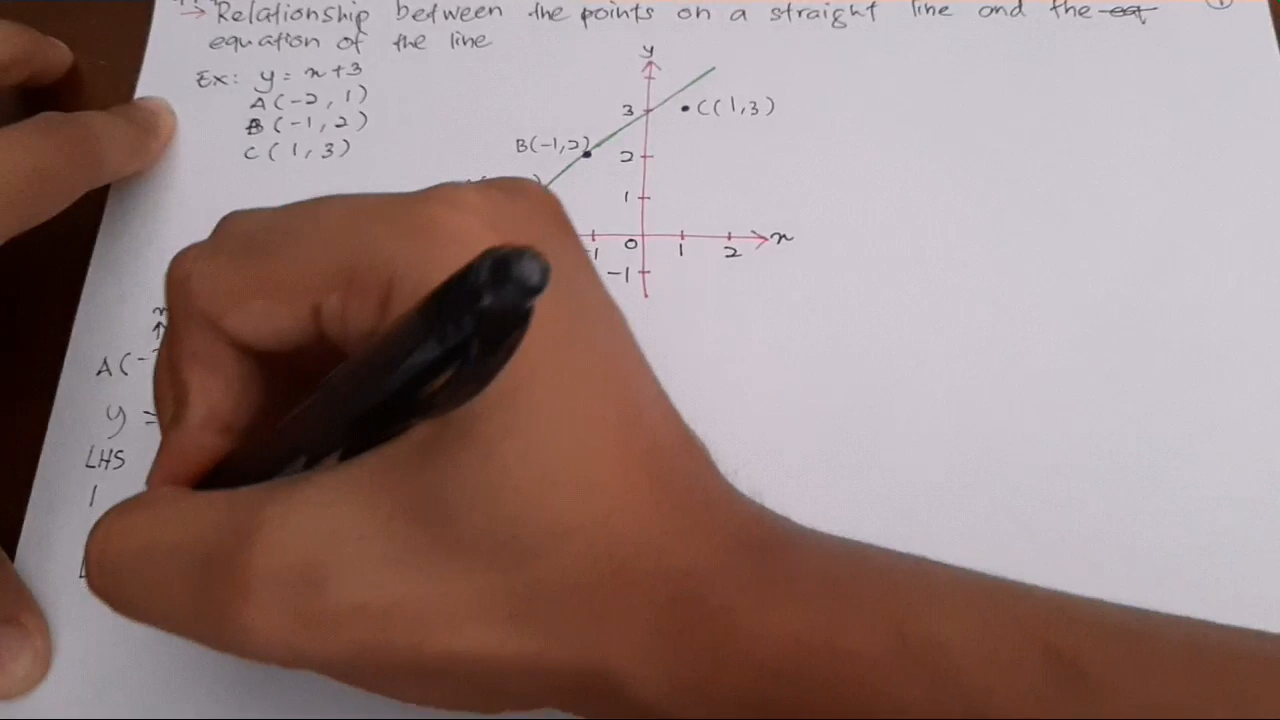 → Relationship between the points on a straight line and the eqt
equation of the line
Ex: y = x+3
A(-2, 1)
B(-1, 2)
C(1, 3)
y
3
C(1,3)
B(-1,2)
2
1
-1 0 1 2 x
-1
A(-
y =
LHS
1